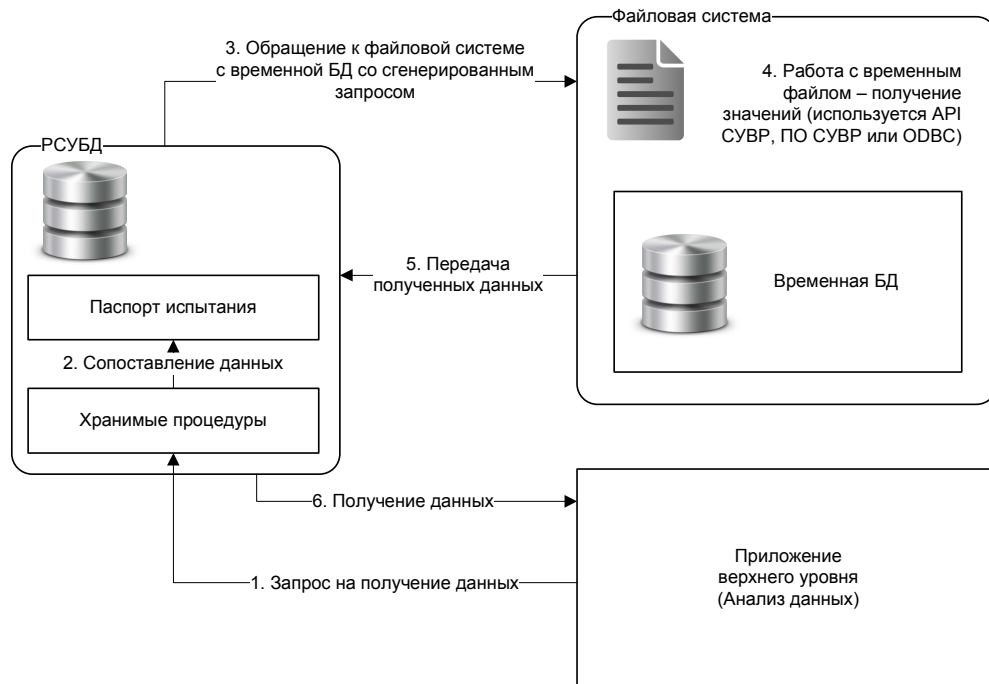 Файловая система
3. Обращение к файловой системе
с временной БД со сгенерированным
запросом
4. Работа с временным
файлом – получение
значений (используется API
СУВР, ПО СУВР или ODBC)
РСУБД
5. Передача
полученных данных
Временная БД
Паспорт испытания
2. Сопоставление данных
Хранимые процедуры
6. Получение данных
Приложение
верхнего уровня
(Анализ данных)
1. Запрос на получение данных